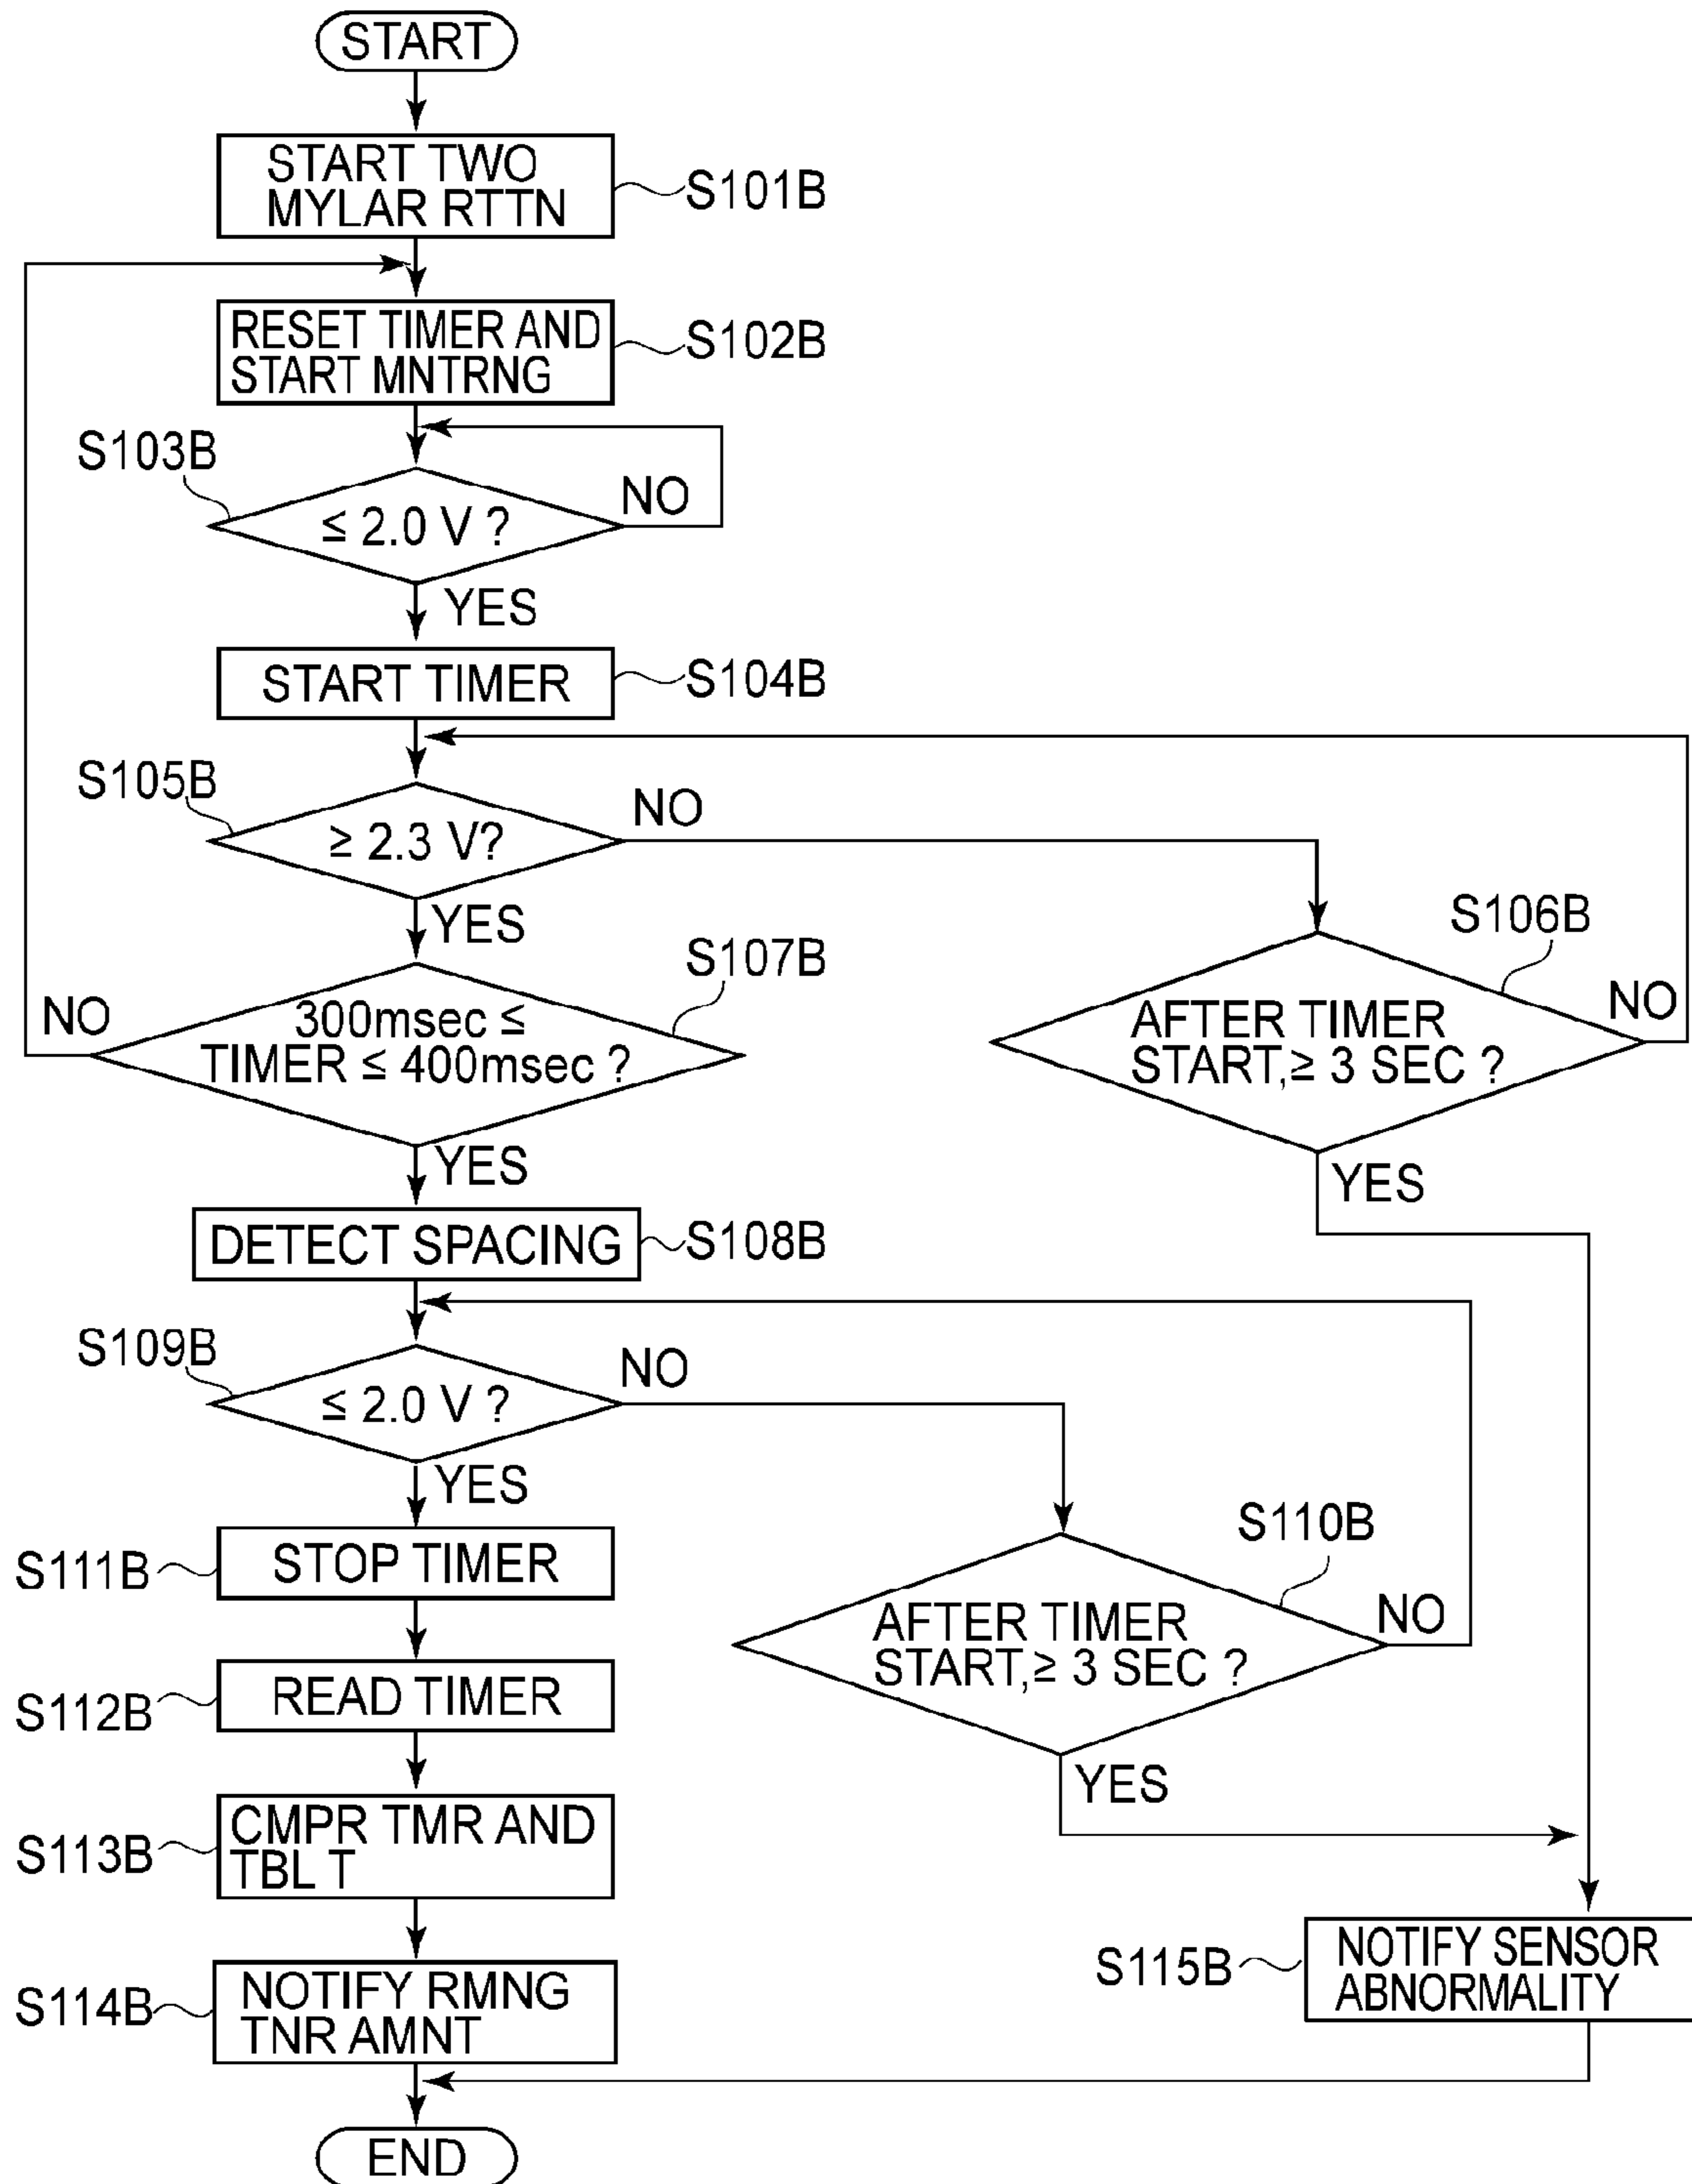 START
START TWO
MYLAR RTTN
S101B
RESET TIMER AND
START MNTRNG
S102B
S103B
≤ 2.0 V ?
NO
YES
START TIMER
S104B
S105B
≥ 2.3 V?
NO
YES
S106B
AFTER TIMER
START,≥ 3 SEC ?
NO
YES
S107B
300msec ≤
TIMER ≤ 400msec ?
NO
YES
DETECT SPACING
S108B
S109B
≤ 2.0 V ?
NO
YES
S110B
AFTER TIMER
START,≥ 3 SEC ?
NO
YES
S111B
STOP TIMER
S112B
READ TIMER
S113B
CMPR TMR AND
TBL T
S114B
NOTIFY RMNG
TNR AMNT
S115B
NOTIFY SENSOR
ABNORMALITY
END